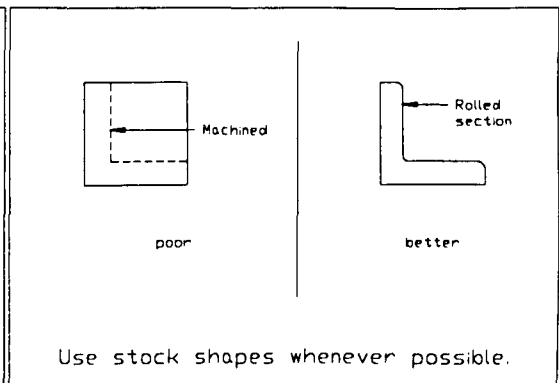 Machined
Rolled
section
poor
better
Use stock shapes whenever possible.